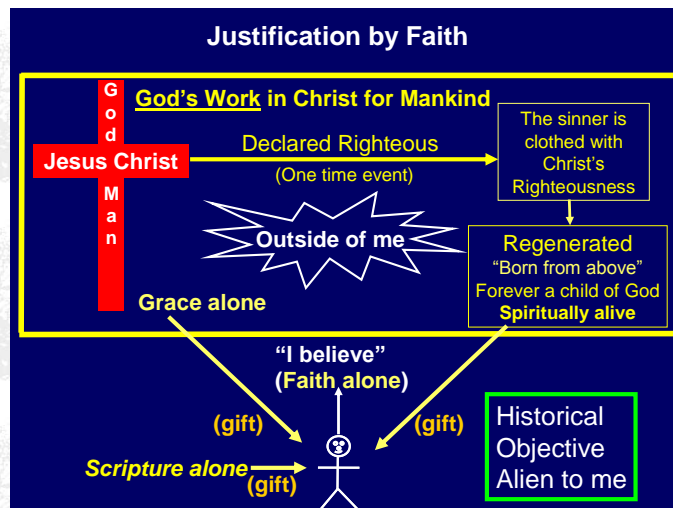 Justification by Faith
God
God's Work in Christ for Mankind
Declared Righteous
Jesus Christ
(One time event)
The sinner is
clothed with
Christ's
Righteousness
Man
Outside of me
Regenerated
“Born from above”
Forever a child of God
Spiritually alive
Grace alone
“I believe”
(Faith alone)
(gift)
(gift)
Scripture alone
(gift)
Historical
Objective
Alien to me